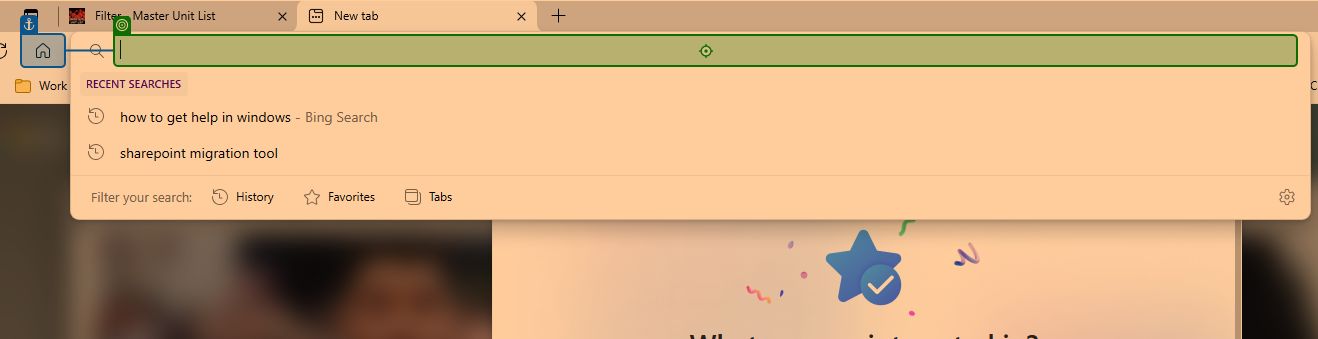 Filter - Master Unit List
New tab
Work
RECENT SEARCHES
how to get help in windows - Bing Search
sharepoint migration tool
Filter your search: History Favorites Tabs